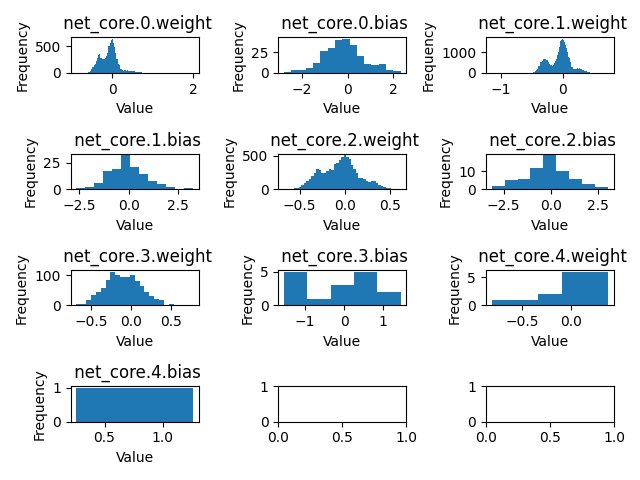 net_core.0.weight net_core.0.bias net_core.1.weight
Frequency 500 0 Frequency 25 0 Frequency 1000 0
0 2 −2 0 2 −1 0
Value Value Value
net_core.1.bias net_core.2.weight net_core.2.bias
Frequency 25 0 Frequency 500 0 Frequency 10 0
−2.5 0.0 2.5 −0.5 0.0 0.5 −2.5 0.0 2.5
Value Value Value
net_core.3.weight net_core.3.bias net_core.4.weight
Frequency 100 0 Frequency 5 0 Frequency 5 0
−0.5 0.0 0.5 −1 0 1 −0.5 0.0
Value Value Value
net_core.4.bias
Frequency 1 0 1 0 1 0
0.5 1.0 0.0 0.5 1.0 0.0 0.5 1.0
Value